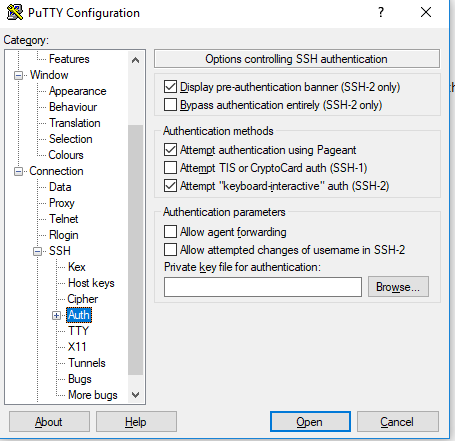 PuTTY Configuration
Category:
Features
Window
Appearance
Behaviour
Translation
Selection
Colours
Connection
Data
Proxy
Telnet
Rlogin
SSH
Kex
Host keys
Cipher
Auth
TTY
X11
Tunnels
Bugs
More bugs
Options controlling SSH authentication
Display pre-authentication banner (SSH-2 only)
Bypass authentication entirely (SSH-2 only)
Authentication methods
Attempt authentication using Pageant
Attempt TIS or CryptoCard auth (SSH-1)
Attempt "keyboard-interactive" auth (SSH-2)
Authentication parameters
Allow agent forwarding
Allow attempted changes of username in SSH-2
Private key file for authentication:
Browse...
About
Help
Open
Cancel